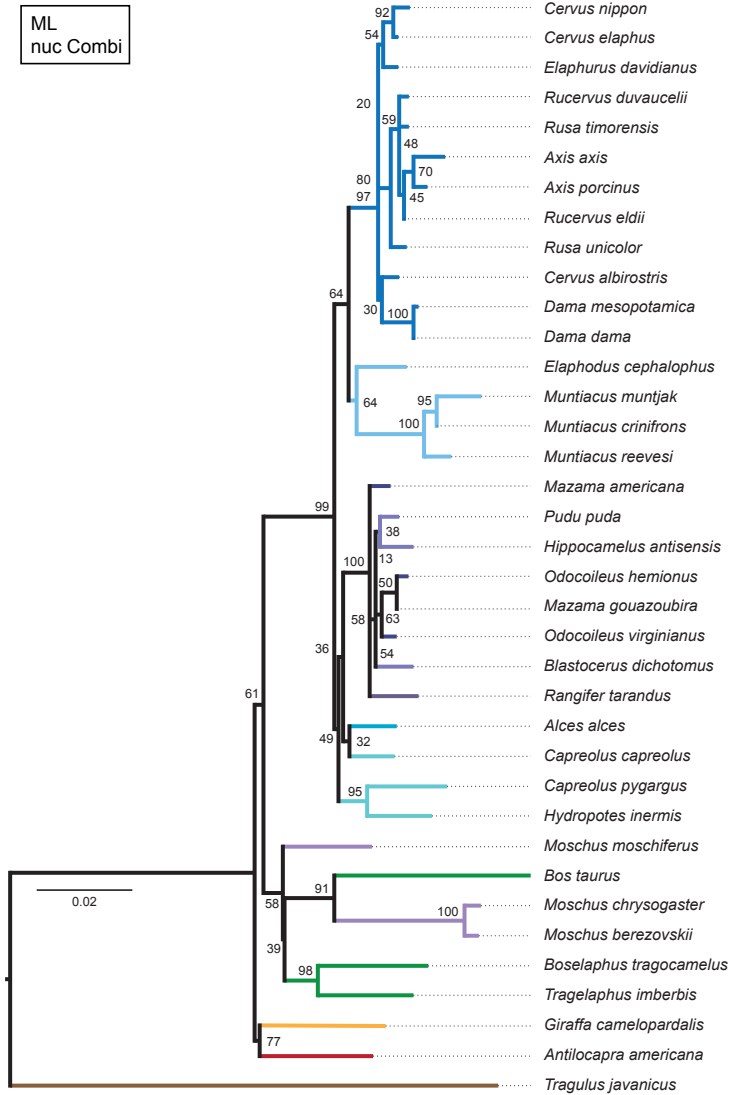 ML
nuc Combi
92
Cervus nippon
54
Cervus elaphus
Elaphurus davidianus
20
Rucervus duvaucelii
59
Rusa timorensis
48
Axis axis
70
80
Axis porcinus
97
45
Rucervus eldii
Rusa unicolor
Cervus albirostris
64
30
100
Dama mesopotamica
Dama dama
Elaphodus cephalophus
64
95
Muntiacus muntjak
100
Muntiacus crinifrons
Muntiacus reevesi
Mazama americana
99
Pudu puda
38
Hippocamelus antisensis
100
13
50
Odocoileus hemionus
Mazama gouazoubira
58
63
36
Odocoileus virginianus
54
Blastocerus dichotomus
61
Rangifer tarandus
Alces alces
49
32
Capreolus capreolus
95
Capreolus pygargus
Hydropotes inermis
Moschus moschiferus
0.02
91
Bos taurus
58
Moschus chrysogaster
100
Moschus berezovskii
39
Boselaphus tragocamelus
98
Tragelaphus imberbis
Giraffa camelopardalis
77
Antilocapra americana
Tragulus javanicus